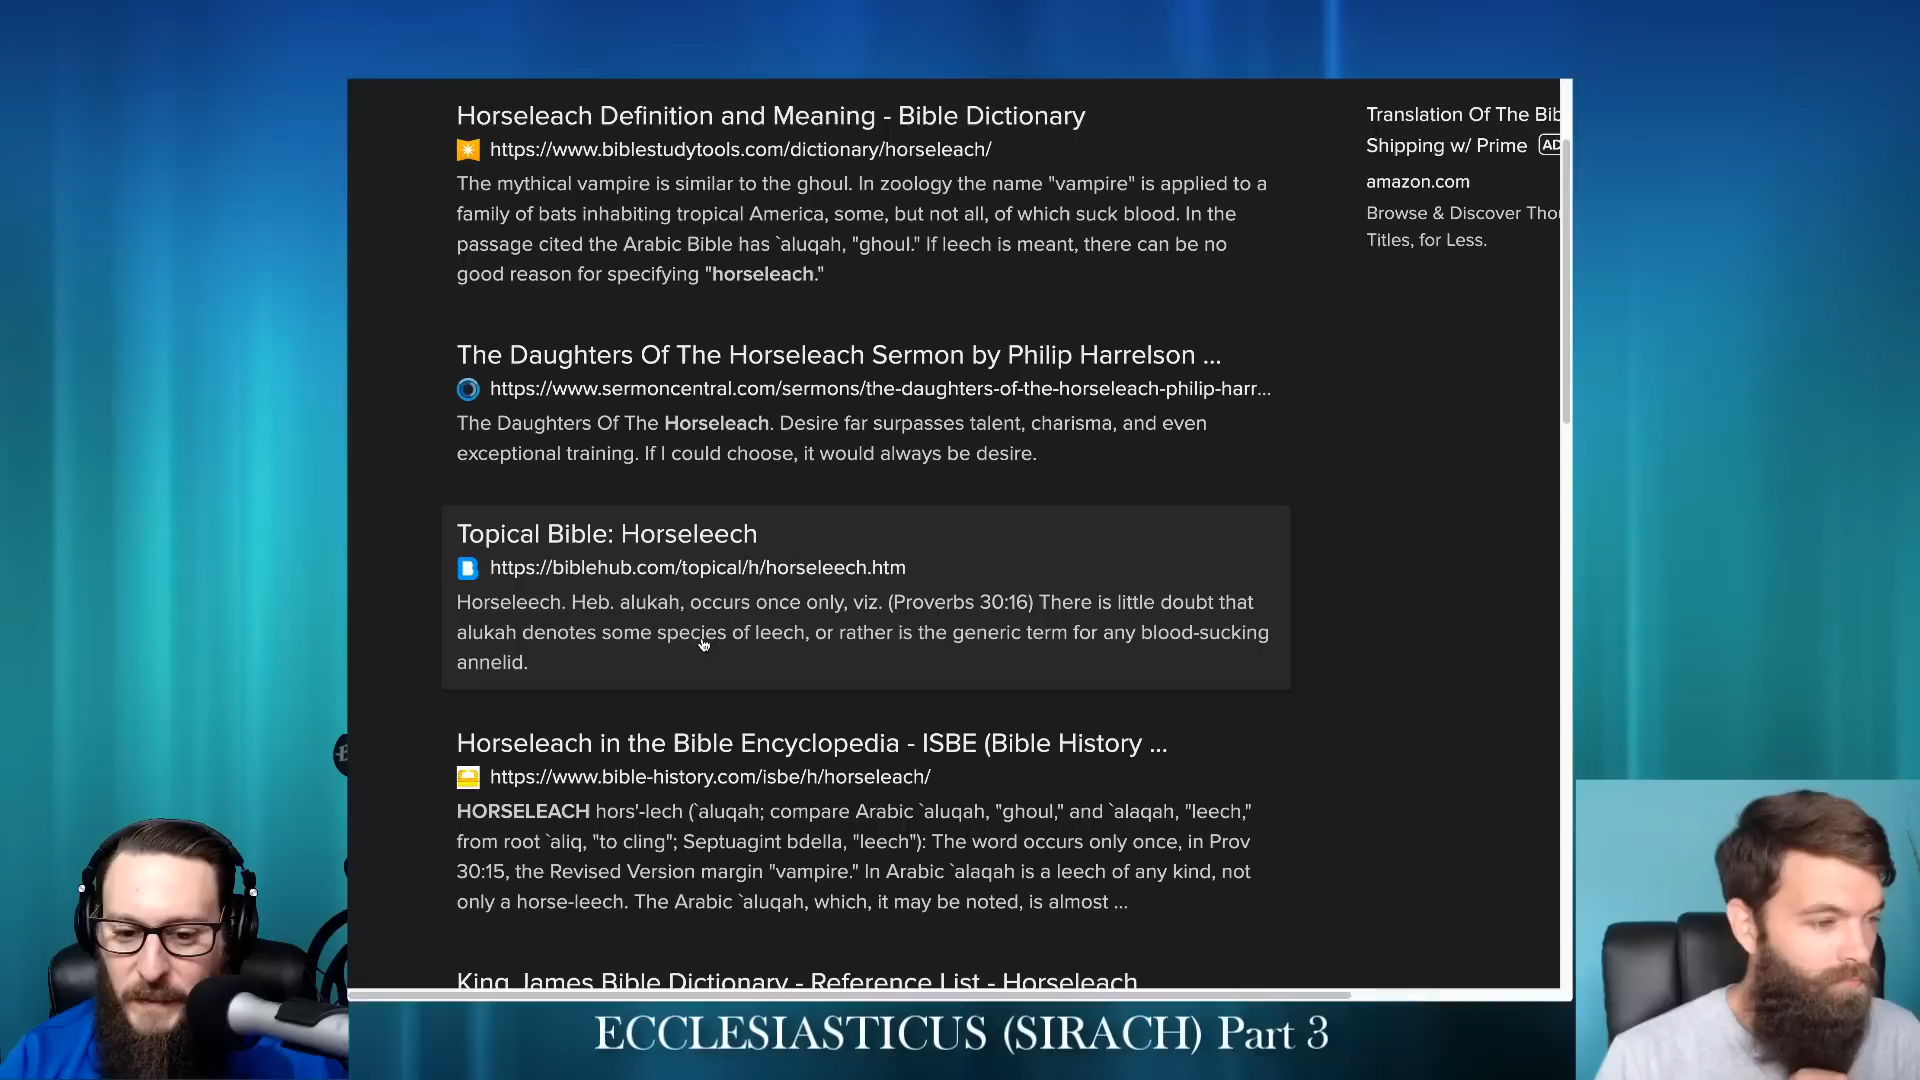 Horseleach Definition and Meaning - Bible Dictionary
https://www.biblestudytools.com/dictionary/horseleach/
The mythical vampire is similar to the ghoul. In zoology the name "vampire" is applied to a
family of bats inhabiting tropical America, some, but not all, of which suck blood. In the
passage cited the Arabic Bible has `aluqah, "ghoul." If leech is meant, there can be no
good reason for specifying "horseleach."
The Daughters Of The Horseleach Sermon by Philip Harrelson ...
https://www.sermoncentral.com/sermons/the-daughters-of-the-horseleach-philip-harr...
The Daughters Of The Horseleach. Desire far surpasses talent, charisma, and even
exceptional training. If I could choose, it would always be desire.
Topical Bible: Horseleech
B
https://biblehub.com/topical/h/horseleech.htm
Horseleech. Heb. alukah, occurs once only, viz. (Proverbs 30:16) There is little doubt that
alukah denotes some species of leech, or rather is the generic term for any blood-sucking
annelid.
Horseleach in the Bible Encyclopedia - ISBE (Bible History ...
https://www.bible-history.com/isbe/h/horseleach/
HORSELEACH hors'-lech (`aluqah; compare Arabic `aluqah, "ghoul," and `alaqah, "leech,"
from root `aliq, "to cling"; Septuagint bdella, "leech"): The word occurs only once, in Prov
30:15, the Revised Version margin "vampire." In Arabic `alaqah is a leech of any kind, not
only a horse-leech. The Arabic `aluqah, which, it may be noted, is almost ...
King James Bible Dictionary - Reference List - Horseleach
Translation Of The Bib
Shipping w/ Prime AD
amazon.com
Browse & Discover Thou
Titles, for Less.
ECCLESIASTICUS (SIRACH) Part 3